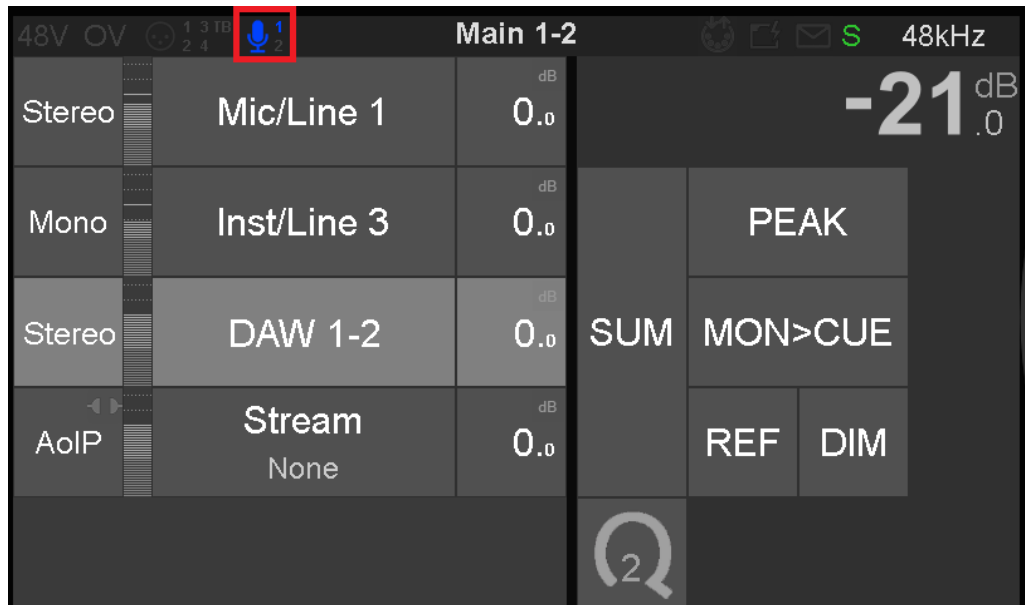 48V OV 1 3 TB 1 Main 1-2 S 48kHz
2 4 2
dB
Stereo Mic/Line 1 0.0
-21.0 dB
dB
Mono Inst/Line 3 0.0
PEAK
dB
Stereo DAW 1-2 0.0
SUM MON>CUE
dB
AoIP Stream 0.0
None
REF DIM
2